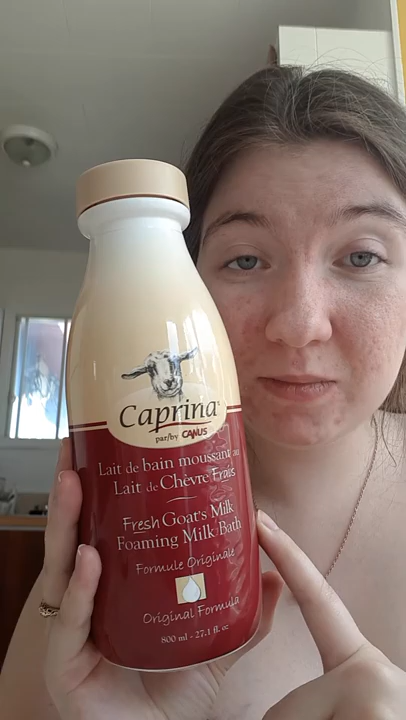 Caprina
par/by CANUS
Lait de bain moussant au
Lait de Chèvre Frais
Fresh Goat's Milk
Foaming Milk Bath
Formule Originale
Original Formula
800 ml - 27.1 fl. oz